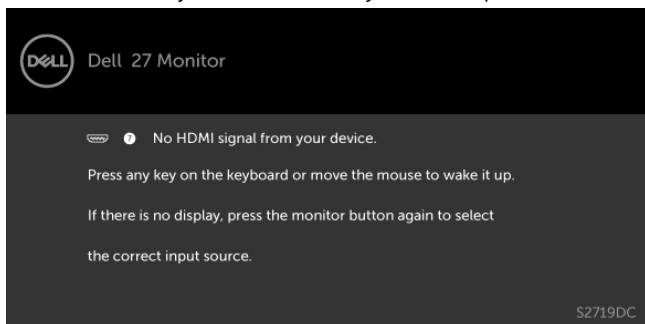 DELL
Dell 27 Monitor
? No HDMI signal from your device.
Press any key on the keyboard or move the mouse to wake it up.
If there is no display, press the monitor button again to select
the correct input source.
S2719DC